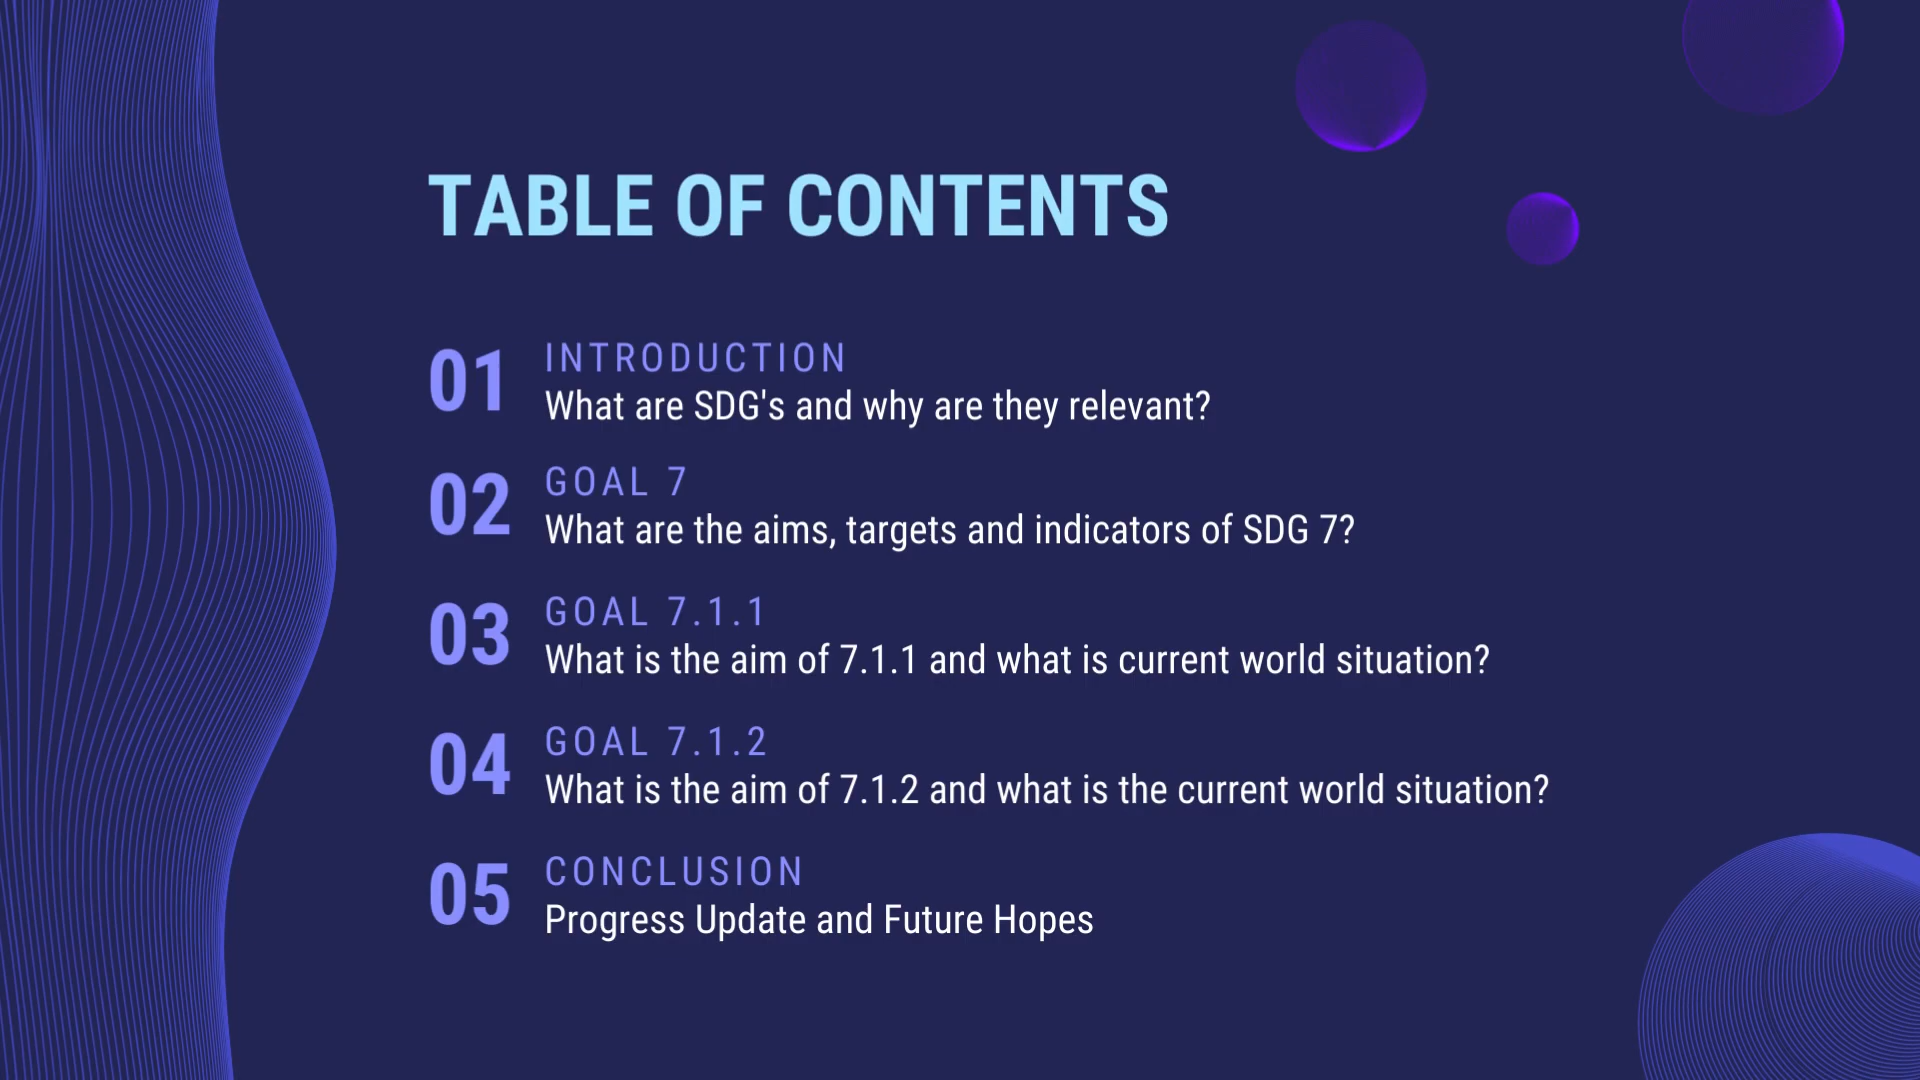 TABLE OF CONTENTS
01
INTRODUCTION
What are SDG's and why are they relevant?
02
GOAL 7
What are the aims, targets and indicators of SDG 7?
03
GOAL 7.1.1
What is the aim of 7.1.1 and what is current world situation?
04
GOAL 7.1.2
What is the aim of 7.1.2 and what is the current world situation?
05
CONCLUSION
Progress Update and Future Hopes